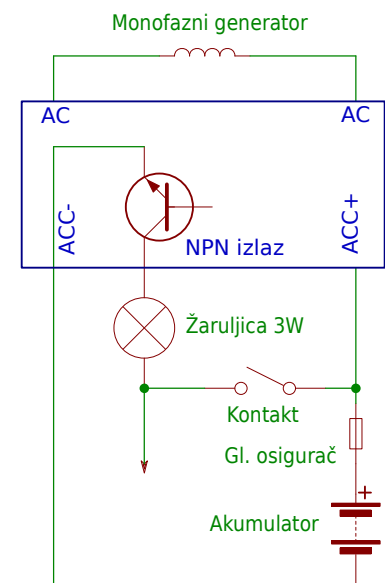 Monofazni generator
AC
AC
ACC-
ACC+
NPN izlaz
Žaruljica 3W
Kontakt
Gl. osigurač
+
Akumulator